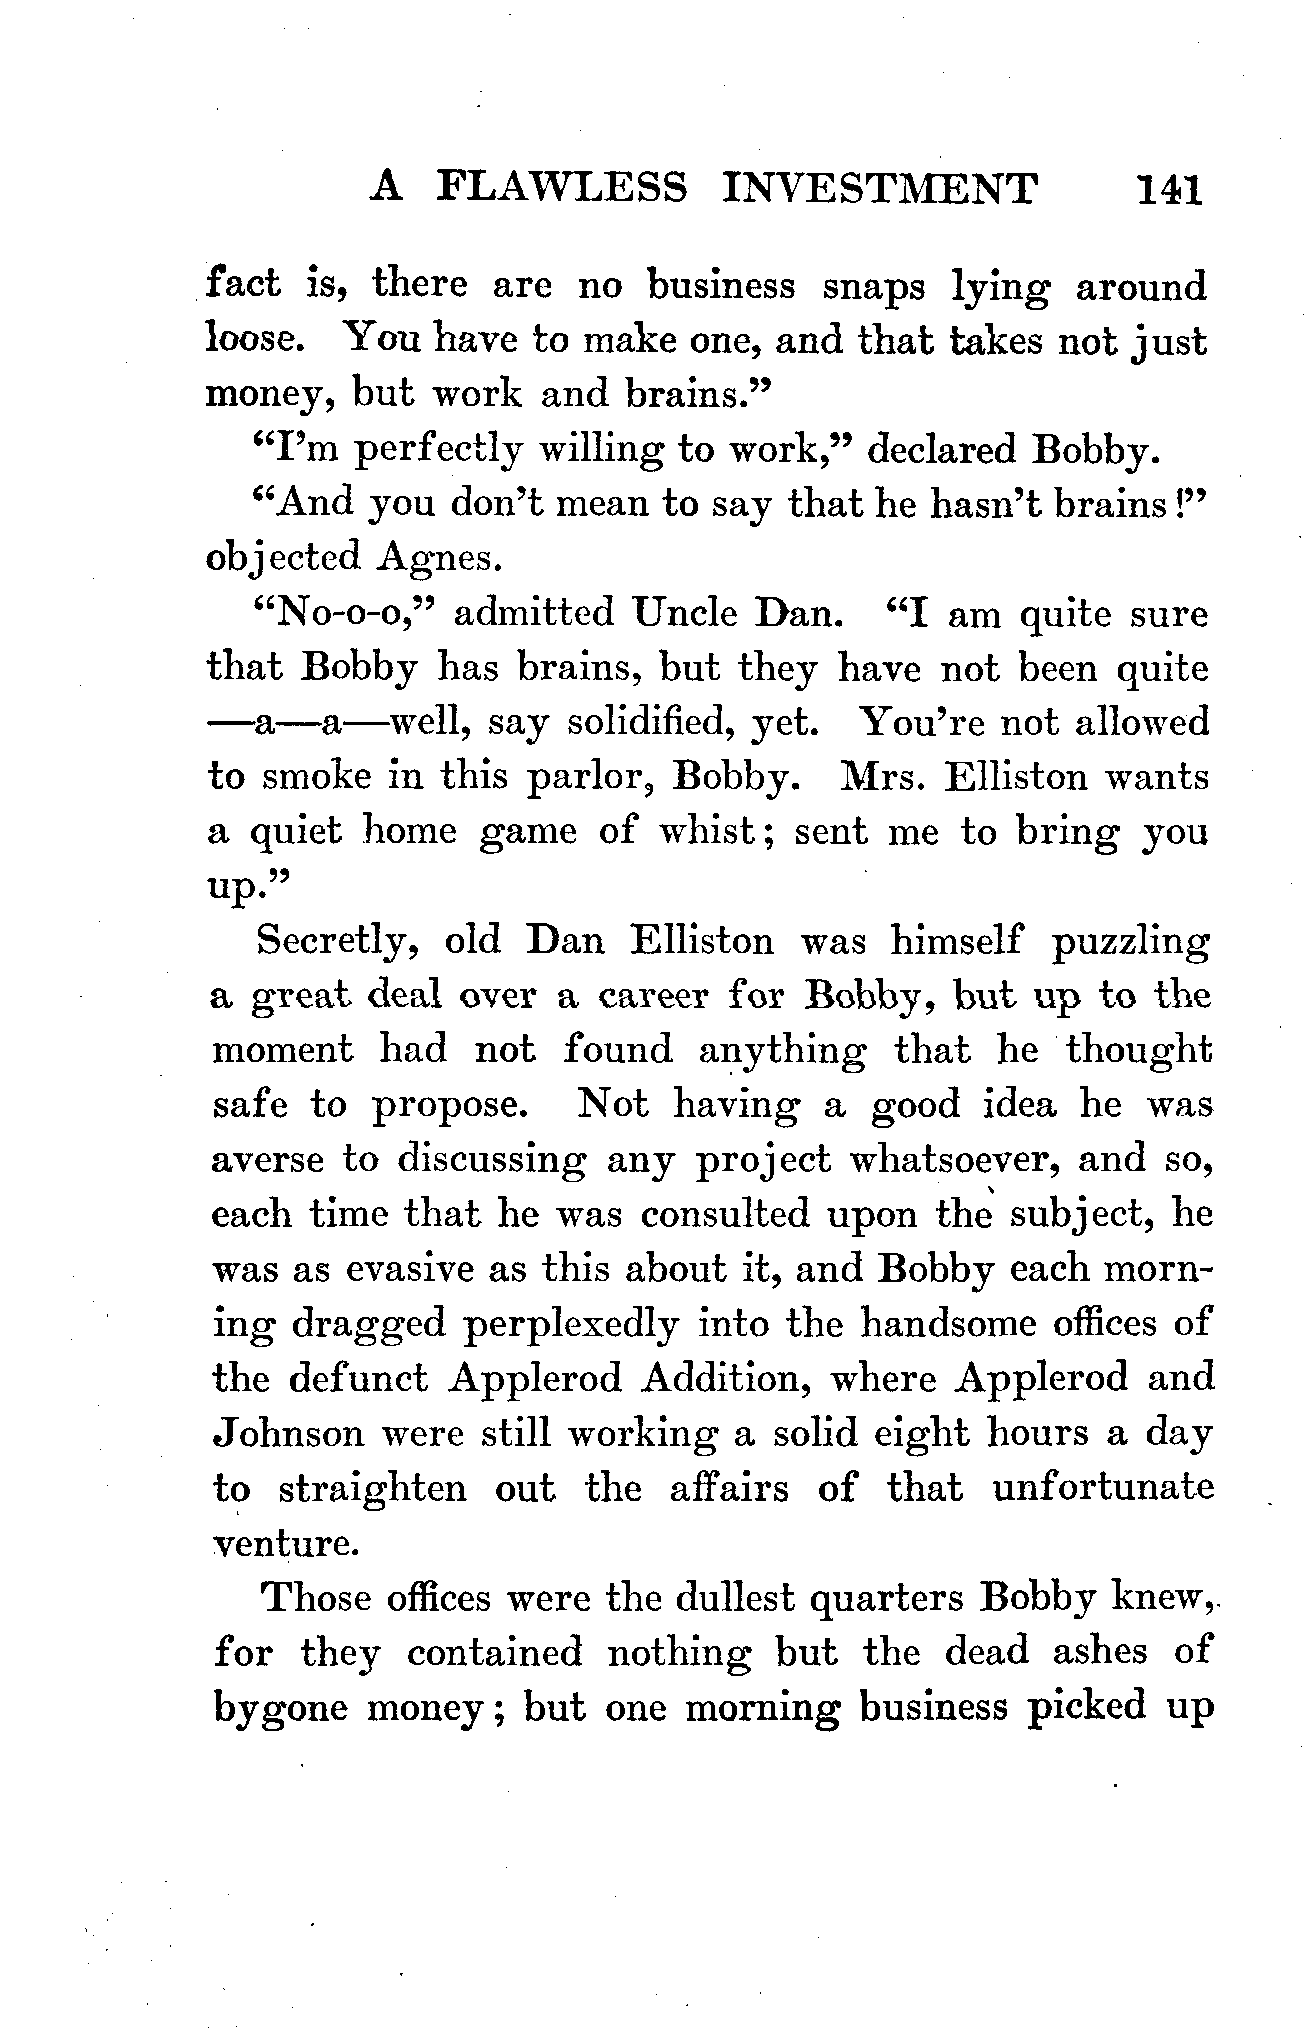 A FLAWLESS INVESTMENT 141
fact is, there are no business snaps lying around
loose. You have to make one, and that takes not just
money, but work and brains.”
“I’m perfectly willing to work,” declared Bobby.
“And you don’t mean to say that he hasn’t brains!”
objected Agnes.
“No-o-o,” admitted Uncle Dan. “I am quite sure
that Bobby has brains, but they have not been quite
—a—a—well, say solidified, yet. You’re not allowed
to smoke in this parlor, Bobby. Mrs. Elliston wants
a quiet home game of whist; sent me to bring you
up.”
Secretly, old Dan Elliston was himself puzzling
a great deal over a career for Bobby, but up to the
moment had not found anything that he thought
safe to propose. Not having a good idea he was
averse to discussing any project whatsoever, and so,
each time that he was consulted upon the subject, he
was as evasive as this about it, and Bobby each morn-
ing dragged perplexedly into the handsome offices of
the defunct Applerod Addition, where Applerod and
Johnson were still working a solid eight hours a day
to straighten out the affairs of that unfortunate
venture.
Those offices were the dullest quarters Bobby knew,
for they contained nothing but the dead ashes of
bygone money; but one morning business picked up